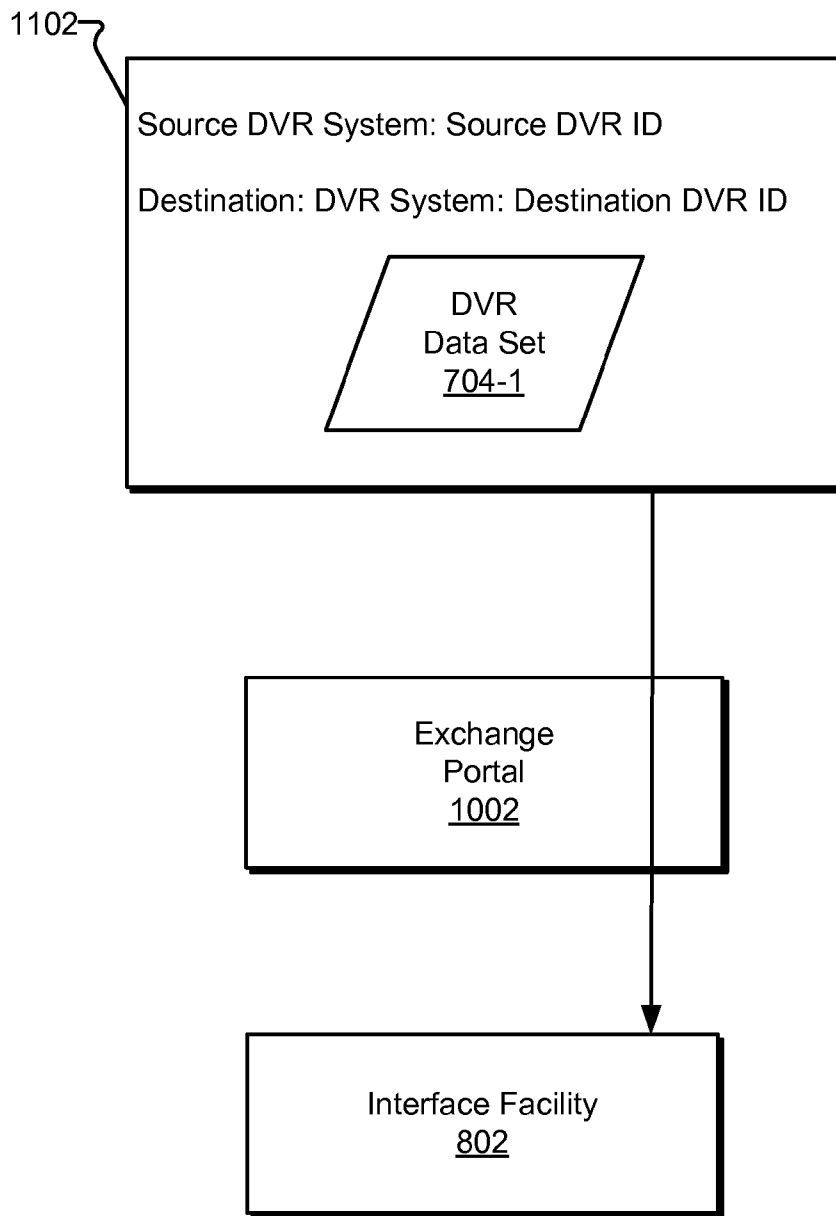 1102
Source DVR System: Source DVR ID
Destination: DVR System: Destination DVR ID
DVR
Data Set
704-1
Exchange
Portal
1002
Interface Facility
802